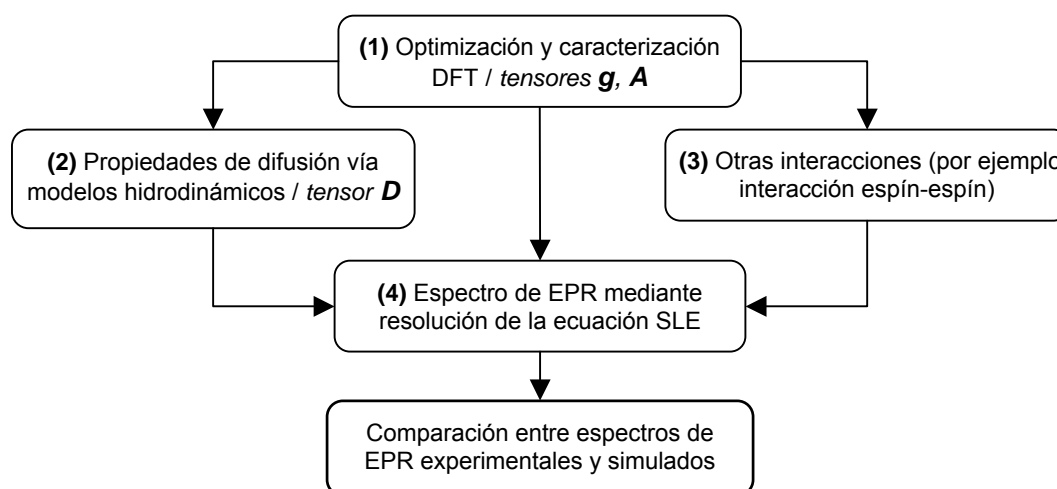 (1) Optimización y caracterización
DFT / tensores g, A
(2) Propiedades de difusión vía
modelos hidrodinámicos / tensor D
(3) Otras interacciones (por ejemplo
interacción espín-espín)
(4) Espectro de EPR mediante
resolución de la ecuación SLE
Comparación entre espectros de
EPR experimentales y simulados